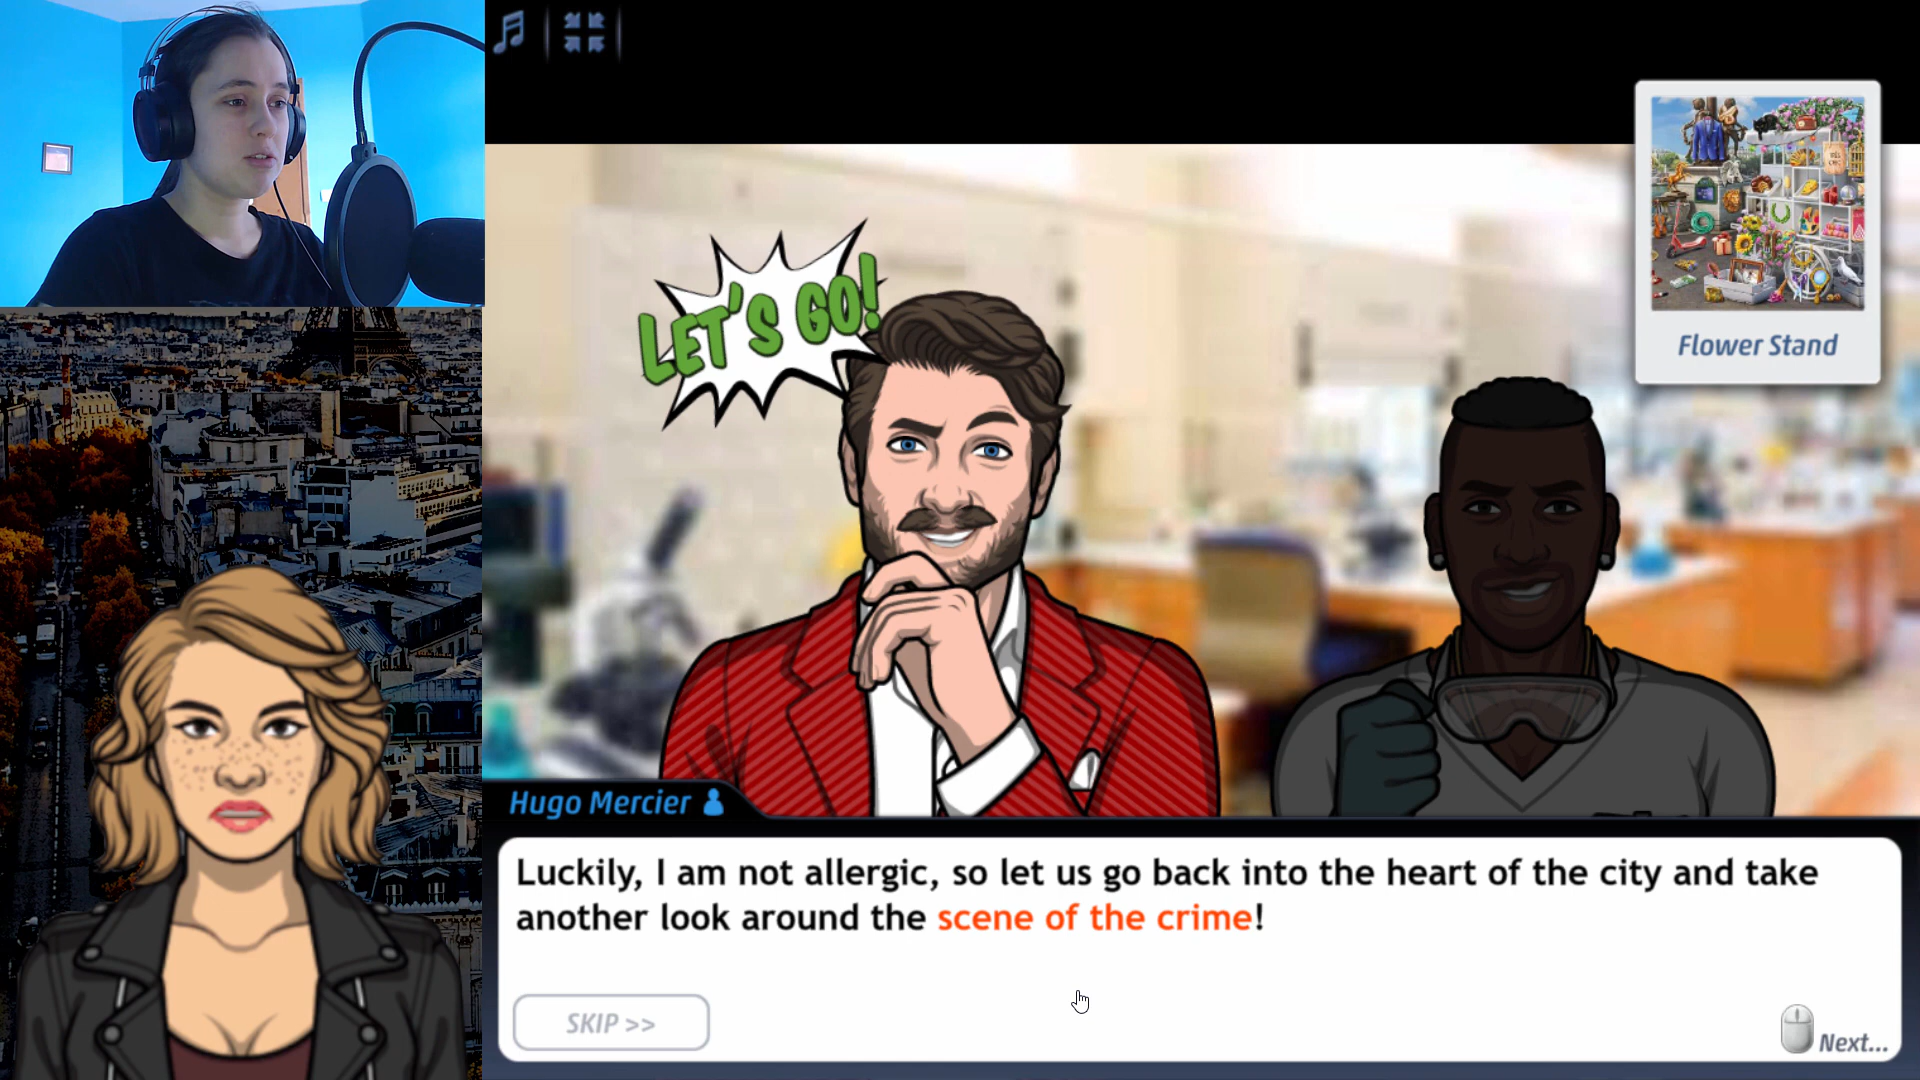 Flower Stand
LET'S GO!
Hugo Mercier
Luckily, I am not allergic, so let us go back into the heart of the city and take
another look around the scene of the crime!
SKIP >>
Next...